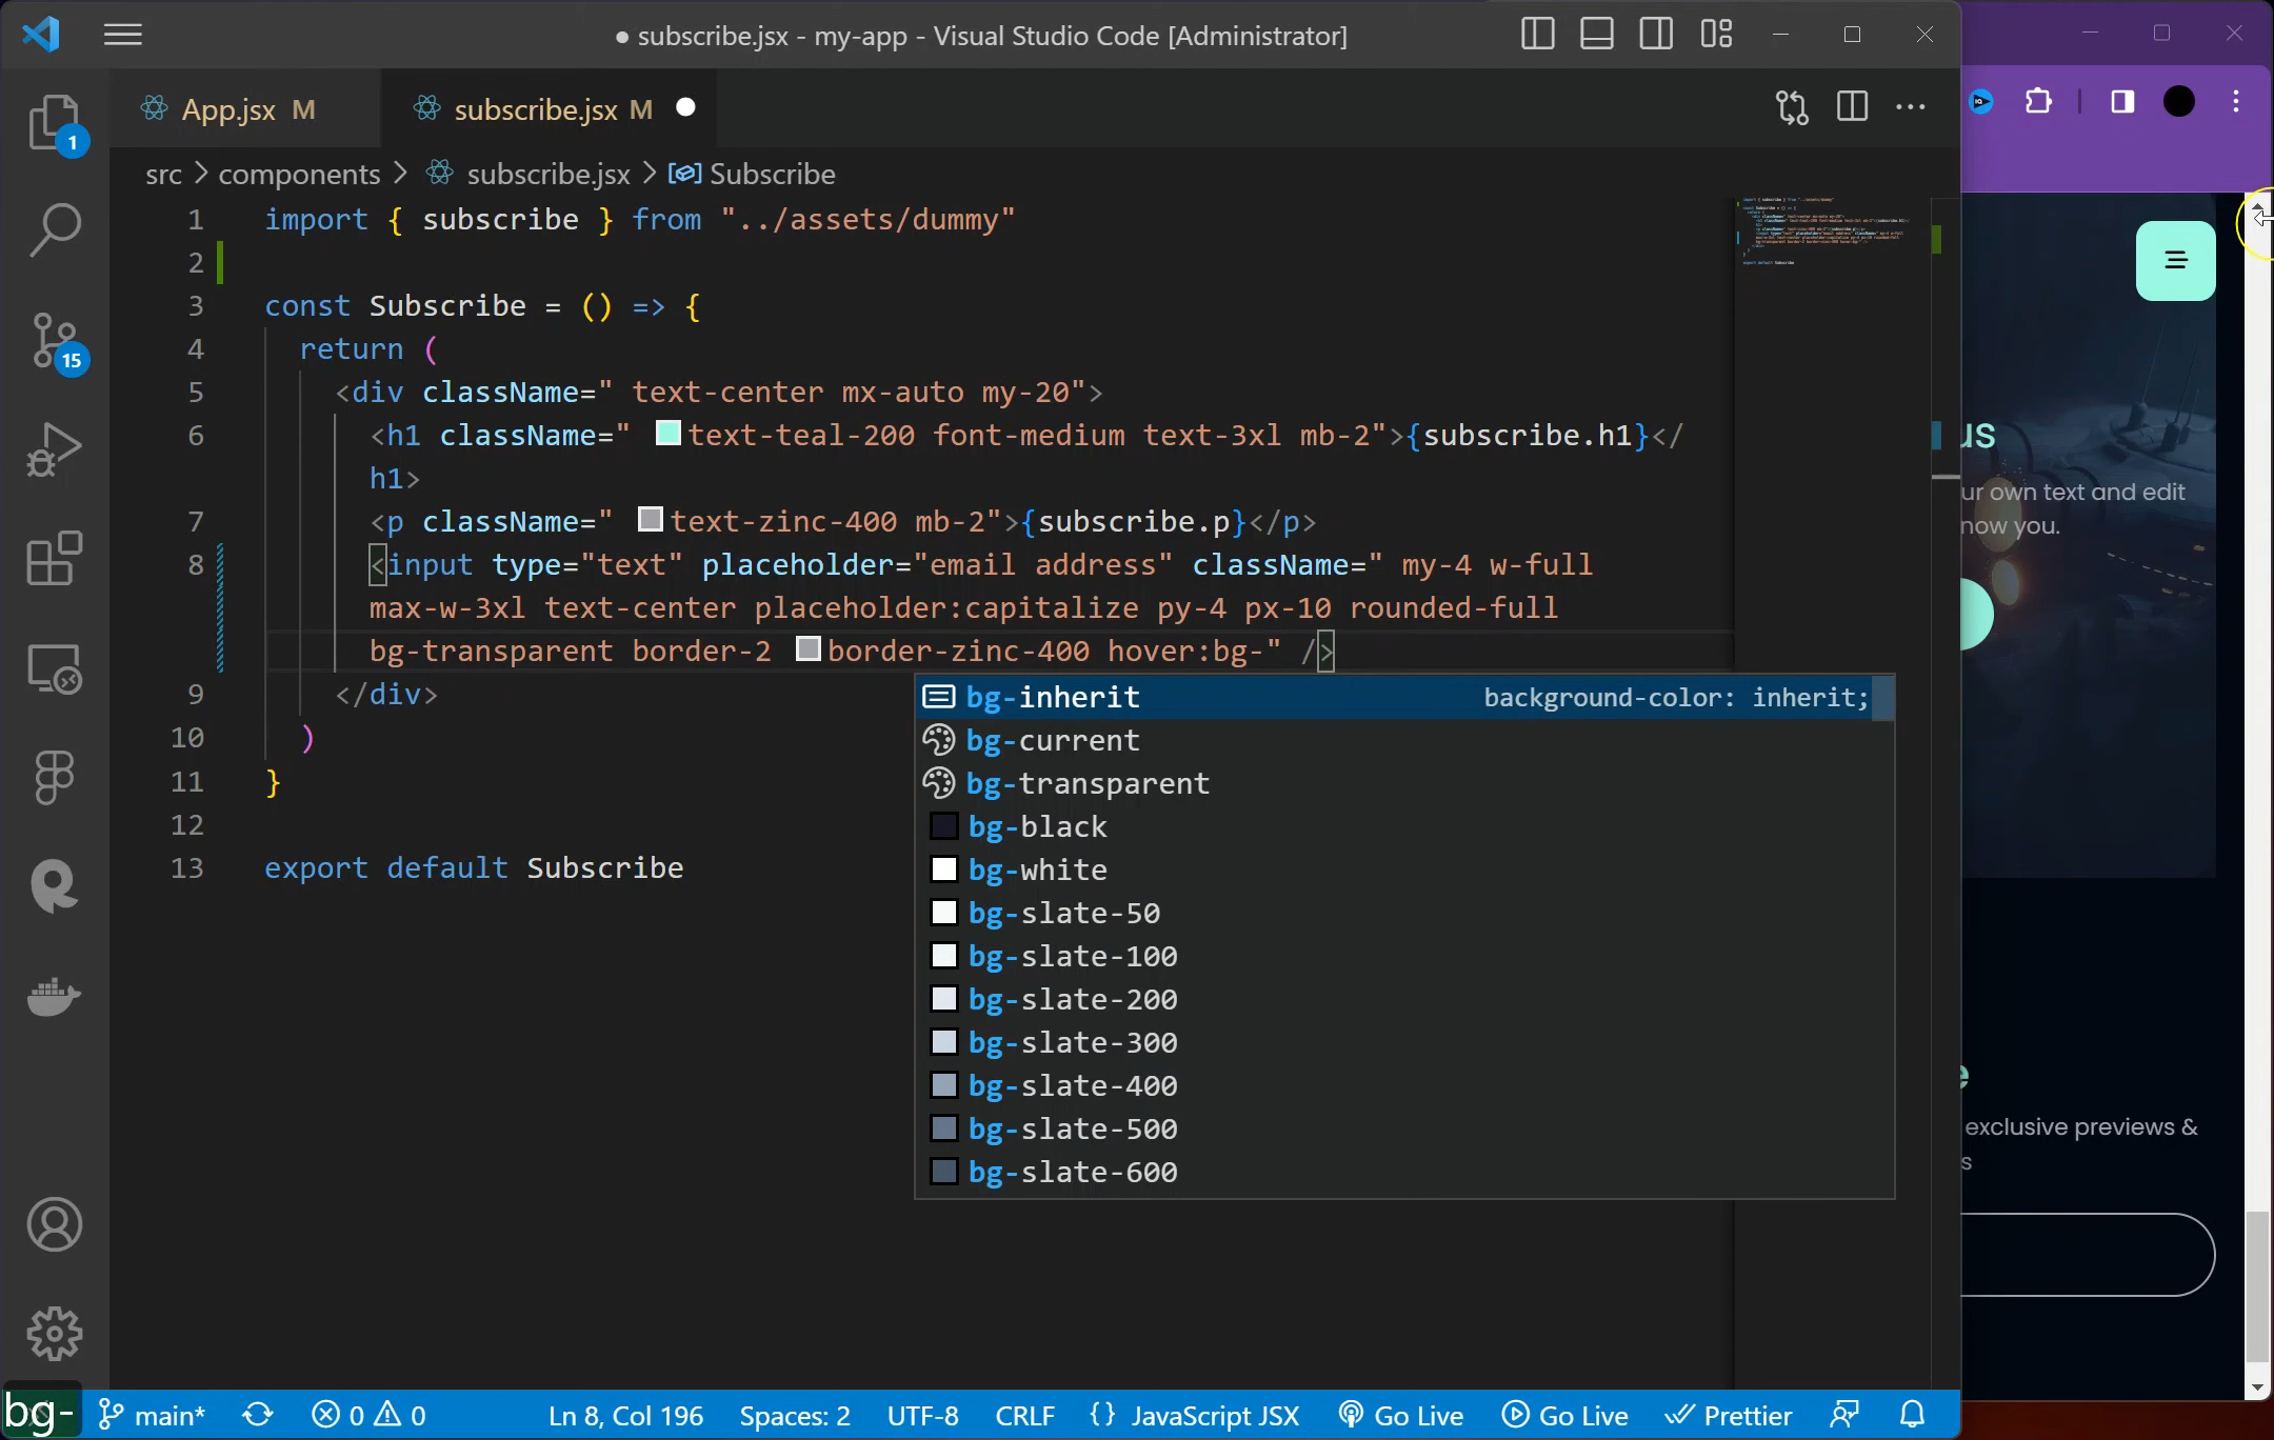 ● subscribe.jsx - my-app - Visual Studio Code [Administrator]
App.jsx M
subscribe.jsx M
1
src > components > subscribe.jsx > Subscribe
1 import { subscribe } from "../assets/dummy"
2
3 const Subscribe = () => {
4 return (
5 <div className=" text-center mx-auto my-20">
6 <h1 className=" text-teal-200 font-medium text-3xl mb-2">{subscribe.h1}</
h1>
7 <p className=" text-zinc-400 mb-2">{subscribe.p}</p>
8 <input type="text" placeholder="email address" className=" my-4 w-full
max-w-3xl text-center placeholder:capitalize py-4 px-10 rounded-full
bg-transparent border-2 border-zinc-400 hover:bg-" />
9 </div>
10 )
11 }
12
13 export default Subscribe
15
bg-inherit background-color: inherit;
bg-current
bg-transparent
bg-black
bg-white
bg-slate-50
bg-slate-100
bg-slate-200
bg-slate-300
bg-slate-400
bg-slate-500
bg-slate-600
us
ur own text and edit
now you.
e
exclusive previews &
s
bg-
main* 0 0 Ln 8, Col 196 Spaces: 2 UTF-8 CRLF {} JavaScript JSX Go Live Go Live Prettier